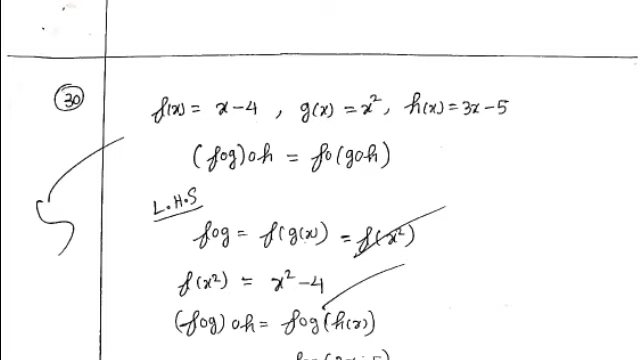 30
f(x) = x-4 , g(x) = x², h(x) = 3x-5
(fog)oh = fo(goh)
L.H.S
fog = f(g(x)) = f(x²)
f(x²) = x²-4
(fog)oh = fog(h(x))